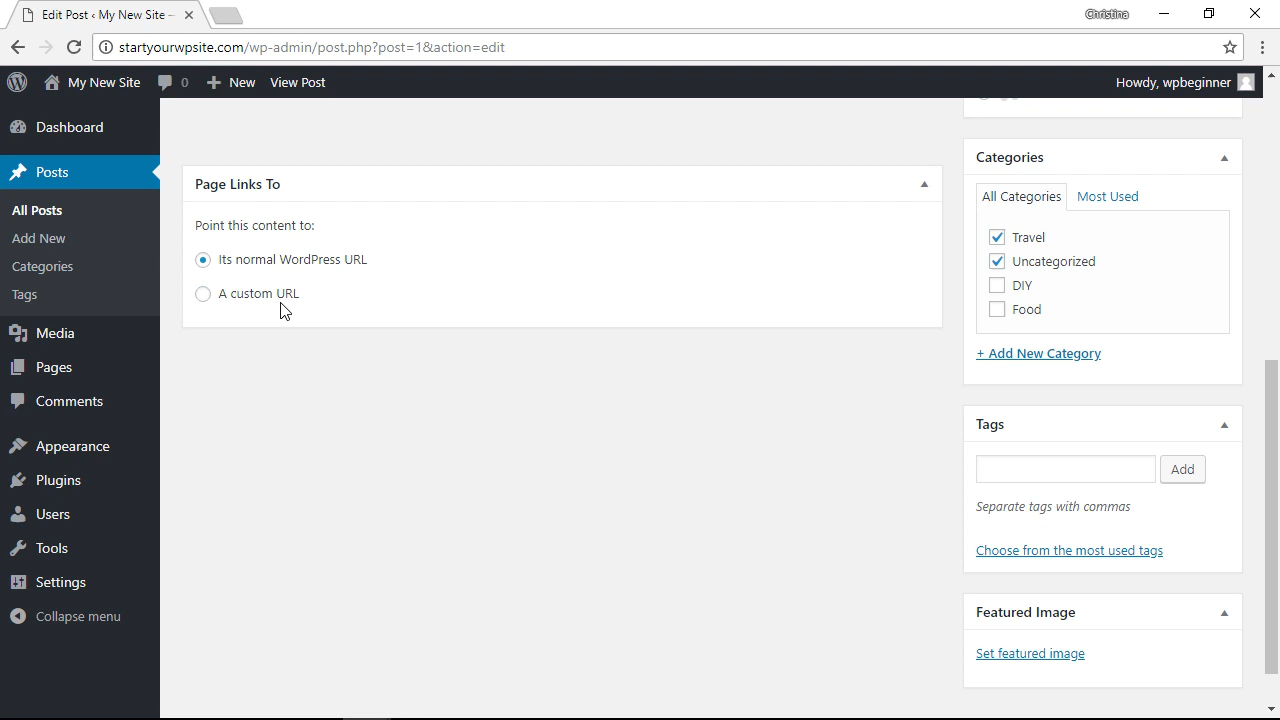 Edit Post ‹ My New Site –
Christina
startyourwpsite.com/wp-admin/post.php?post=1&action=edit
My New Site 0 New View Post
Howdy, wpbeginner
Dashboard
Posts
All Posts
Add New
Categories
Tags
Media
Pages
Comments
Appearance
Plugins
Users
Tools
Settings
Collapse menu
Page Links To
Point this content to:
Its normal WordPress URL
A custom URL
Categories
All Categories Most Used
Travel
Uncategorized
DIY
Food
+ Add New Category
Tags
Add
Separate tags with commas
Choose from the most used tags
Featured Image
Set featured image